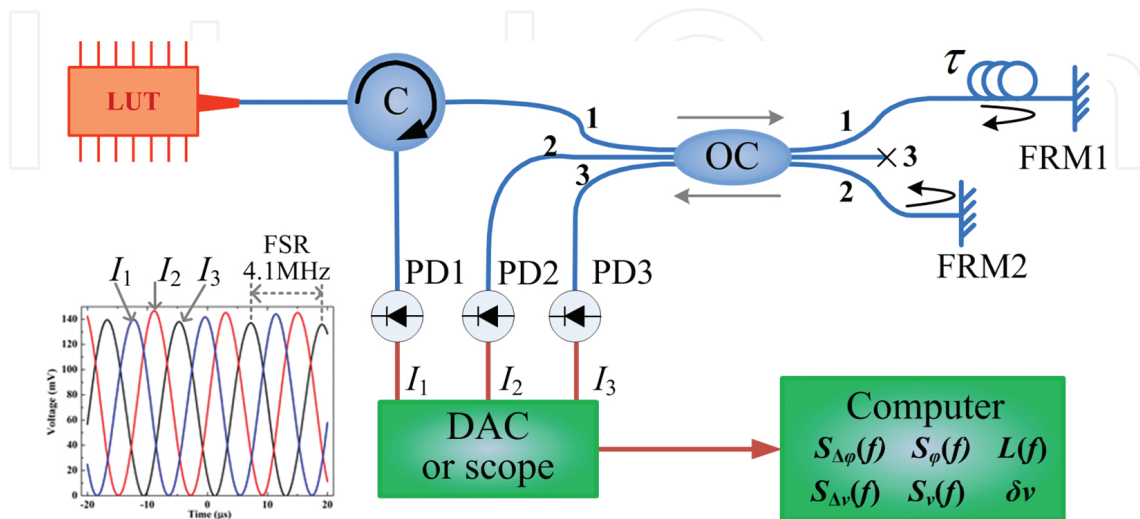 LUT
C
1
2
3
OC
1
τ
3
2
FRM1
FRM2
PD1
PD2
PD3
I1
I2
I3
FSR
4.1MHz
I1
I2
I3
Voltage (mV)
140
120
100
80
60
40
20
0
-20
-10
0
10
20
Time (μs)
DAC
or scope
Computer
SΔφ(f) Sφ(f) L(f)
SΔν(f) Sν(f) δν